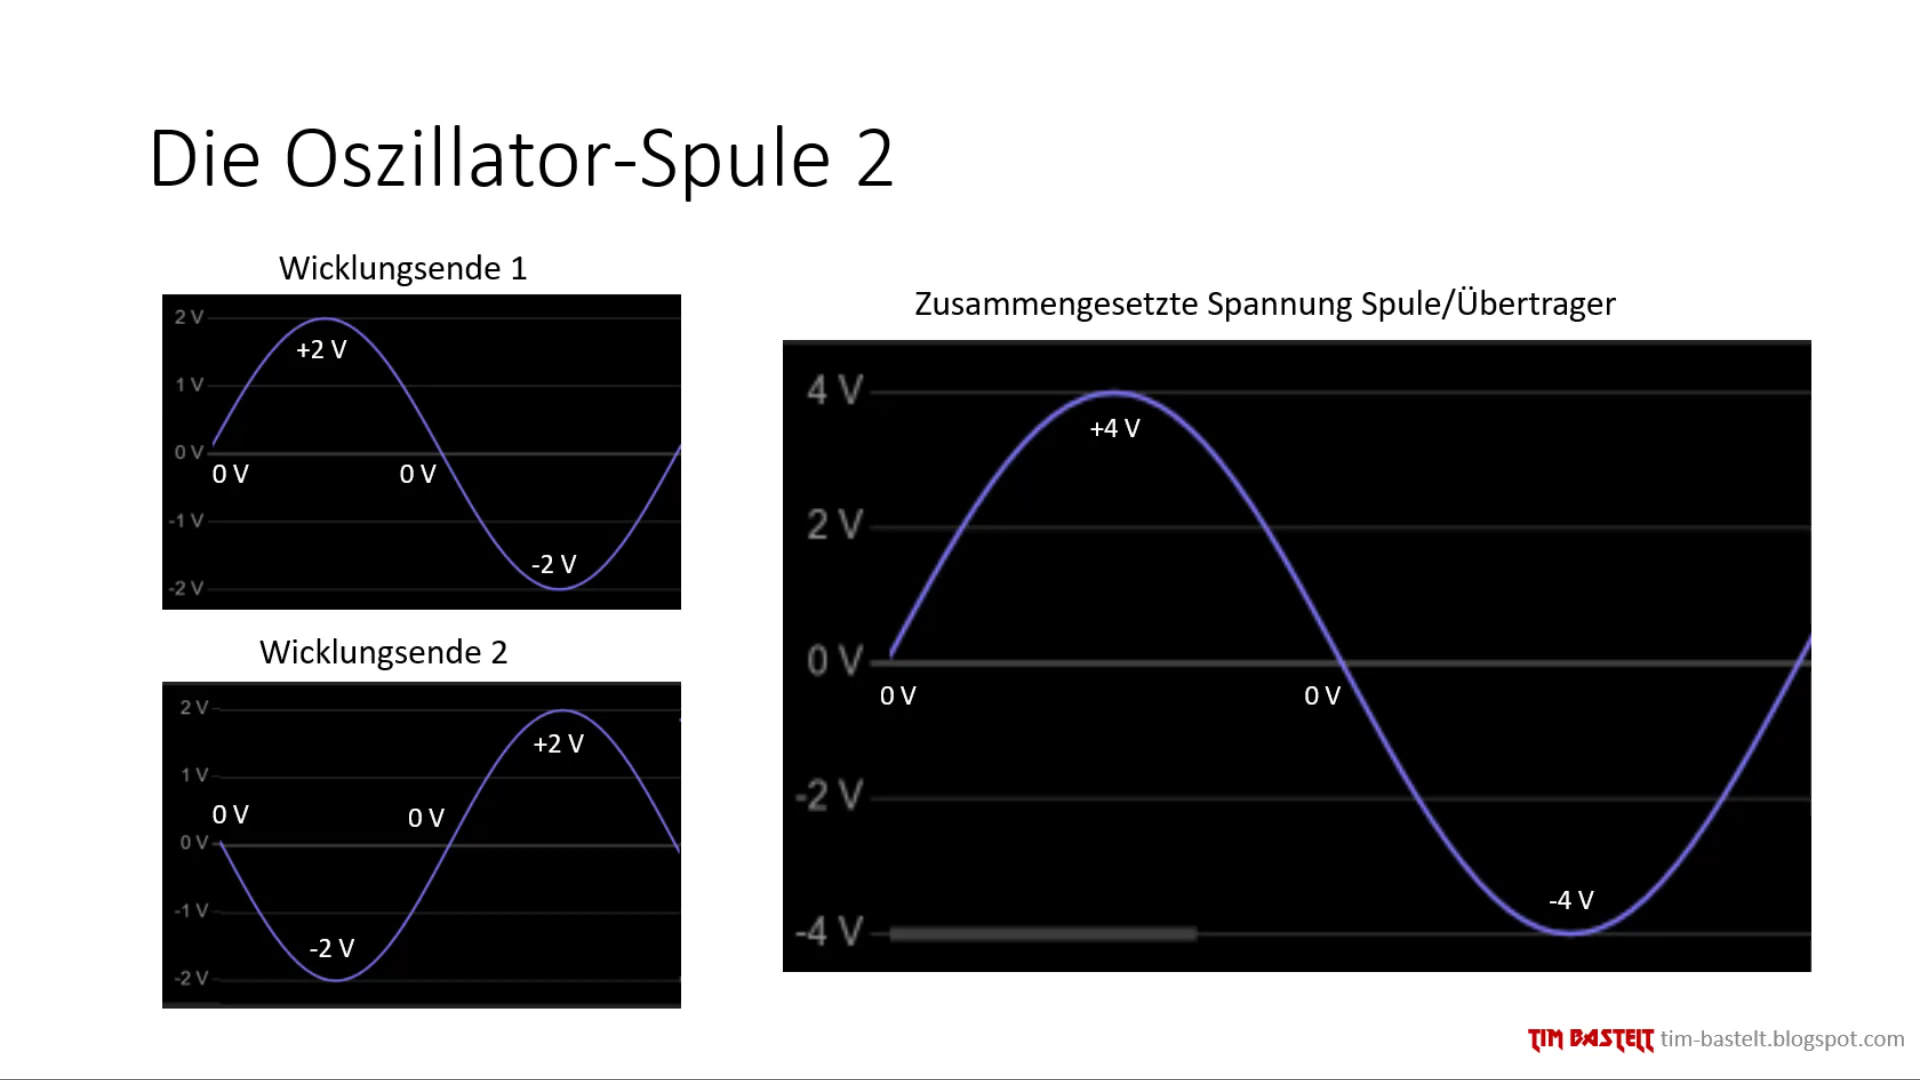 Die Oszillator-Spule 2
Wicklungsende 1
2 V
+2 V
1 V
0 V
0 V
0 V
-1 V
-2 V
-2 V
Wicklungsende 2
2 V
+2 V
1 V
0 V
0 V
0 V
-1 V
-2 V
-2 V
Zusammengesetzte Spannung Spule/Übertrager
4 V
+4 V
2 V
0 V
0 V
0 V
-2 V
-4 V
-4 V
TIM BASTELT tim-bastelt.blogspot.com